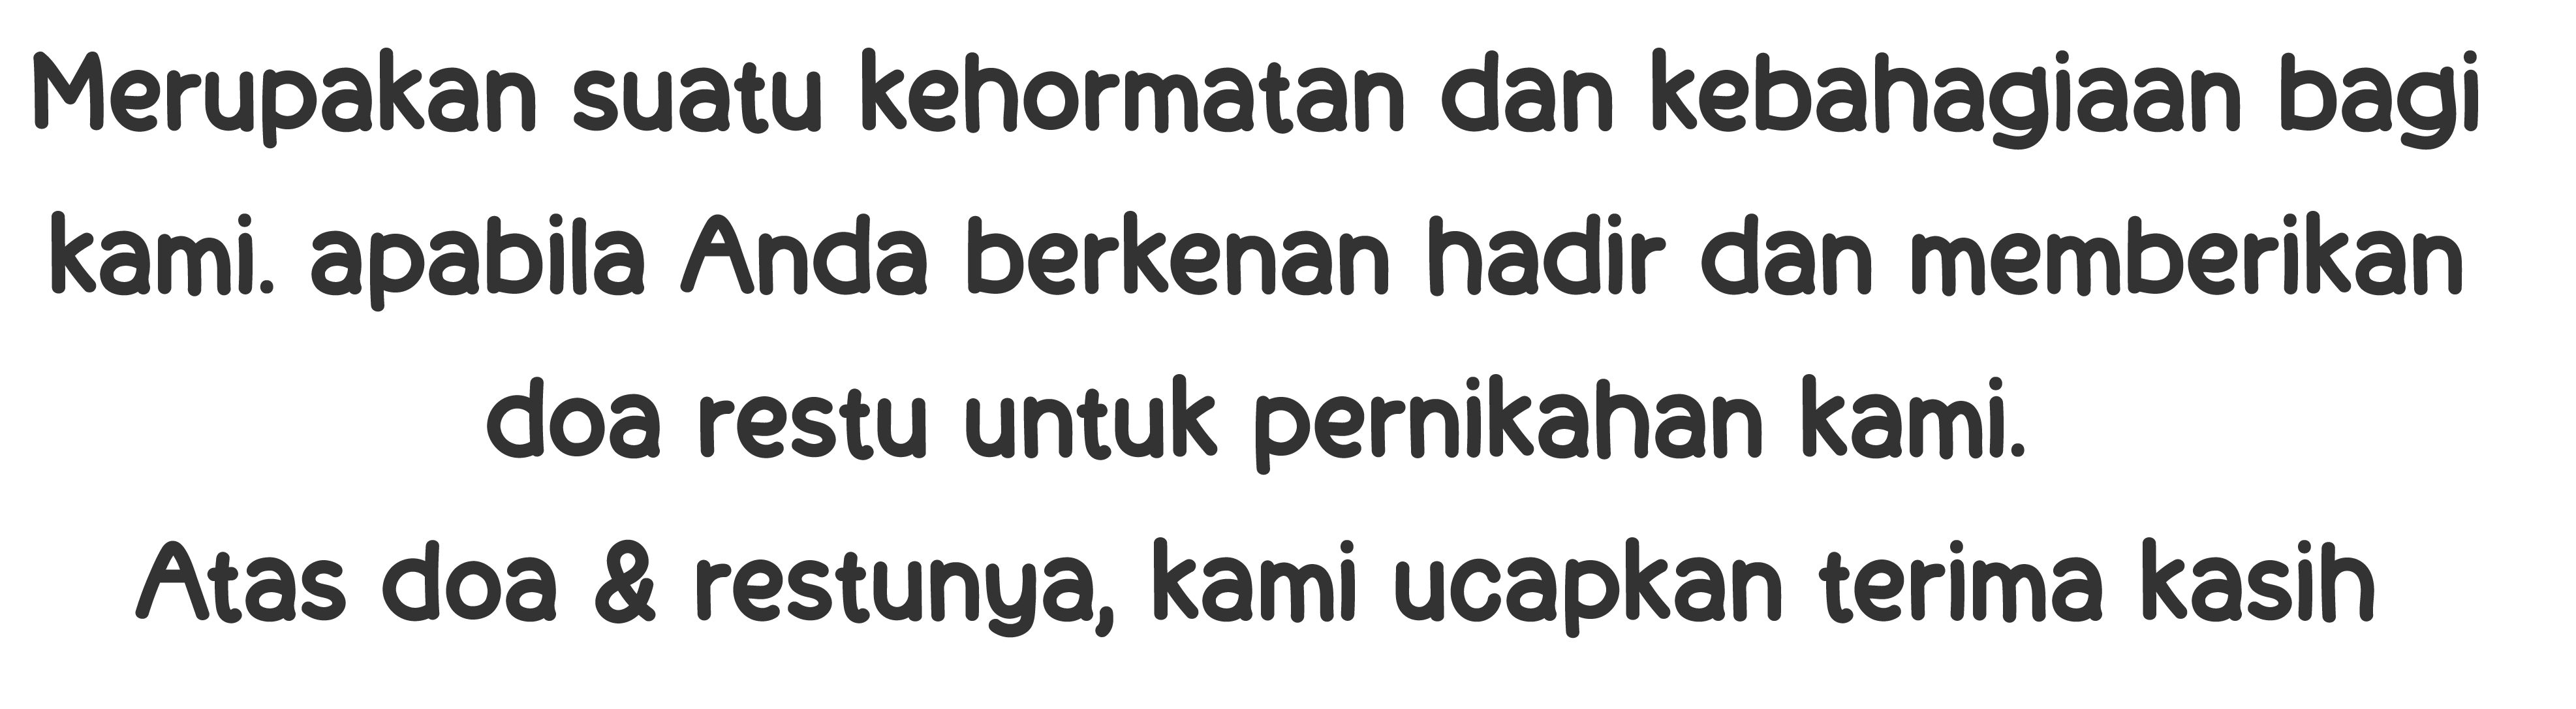 Merupakan suatu kehormatan dan kebahagiaan bagi
kami. apabila Anda berkenan hadir dan memberikan
doa restu untuk pernikahan kami.
Atas doa & restunya, kami ucapkan terima kasih